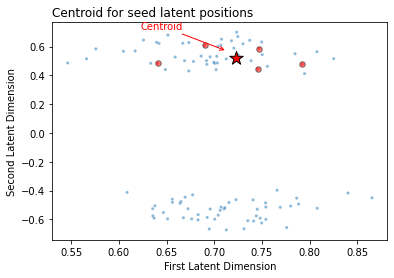 Centroid for seed latent positions
Centroid
Second Latent Dimension
0.6
0.4
0.2
0.0
−0.2
−0.4
−0.6
0.55 0.60 0.65 0.70 0.75 0.80 0.85
First Latent Dimension